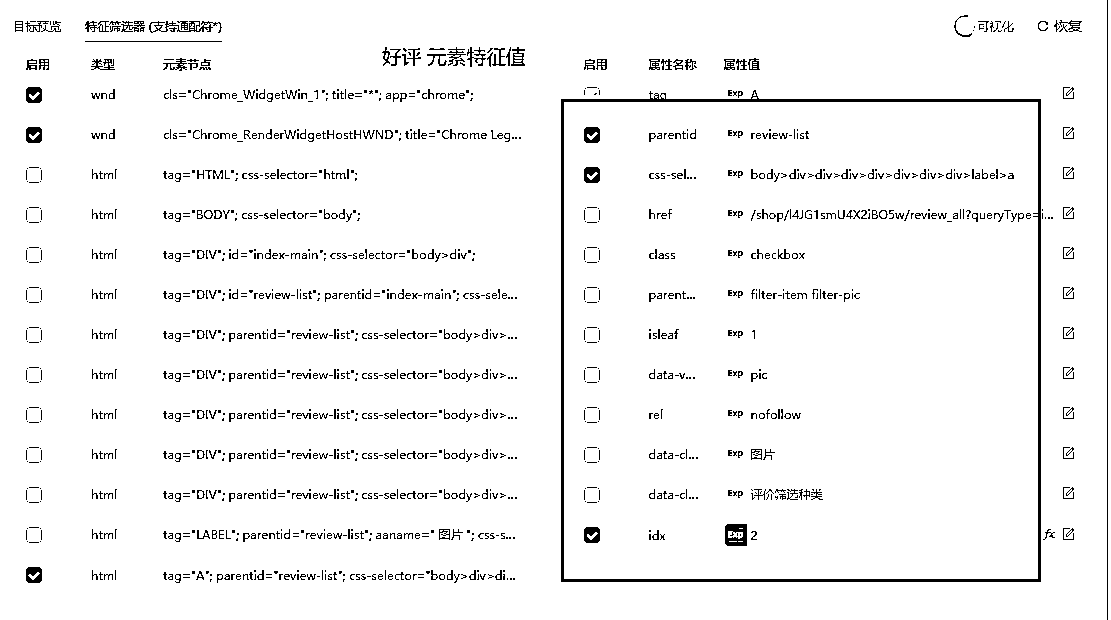 目标预览 特征筛选器 (支持通配符*) 可视化 恢复
好评 元素特征值
启用 类型 元素节点 启用 属性名称 属性值
wnd cls="Chrome_WidgetWin_1"; title="*"; app="chrome"; tag Exp A
wnd cls="Chrome_RenderWidgetHostHWND"; title="Chrome Leg... parentid Exp review-list
html tag="HTML"; css-selector="html"; css-sel... Exp body>div>div>div>div>div>div>div>label>a
html tag="BODY"; css-selector="body"; href Exp /shop/l4JG1smU4X2iBO5w/review_all?queryType=i...
html tag="DIV"; id="index-main"; css-selector="body>div"; class Exp checkbox
html tag="DIV"; id="review-list"; parentid="index-main"; css-sele... parent... Exp filter-item filter-pic
html tag="DIV"; parentid="review-list"; css-selector="body>div>... isleaf Exp 1
html tag="DIV"; parentid="review-list"; css-selector="body>div>... data-v... Exp pic
html tag="DIV"; parentid="review-list"; css-selector="body>div>... rel Exp nofollow
html tag="DIV"; parentid="review-list"; css-selector="body>div>... data-cl... Exp 图片
html tag="DIV"; parentid="review-list"; css-selector="body>div>... data-cl... Exp 评价筛选种类
html tag="LABEL"; parentid="review-list"; aaname=" 图片 "; css-s... idx Exp 2 fx
html tag="A"; parentid="review-list"; css-selector="body>div>di...